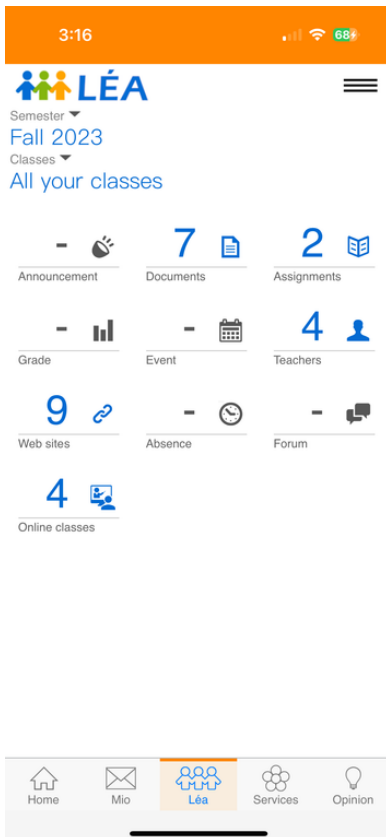 3:16
68
LÉA
Semester
Fall 2023
Classes
All your classes
- 7 2
Announcement Documents Assignments
- - 4
Grade Event Teachers
9 - -
Web sites Absence Forum
4
Online classes
Home Mio Léa Services Opinion